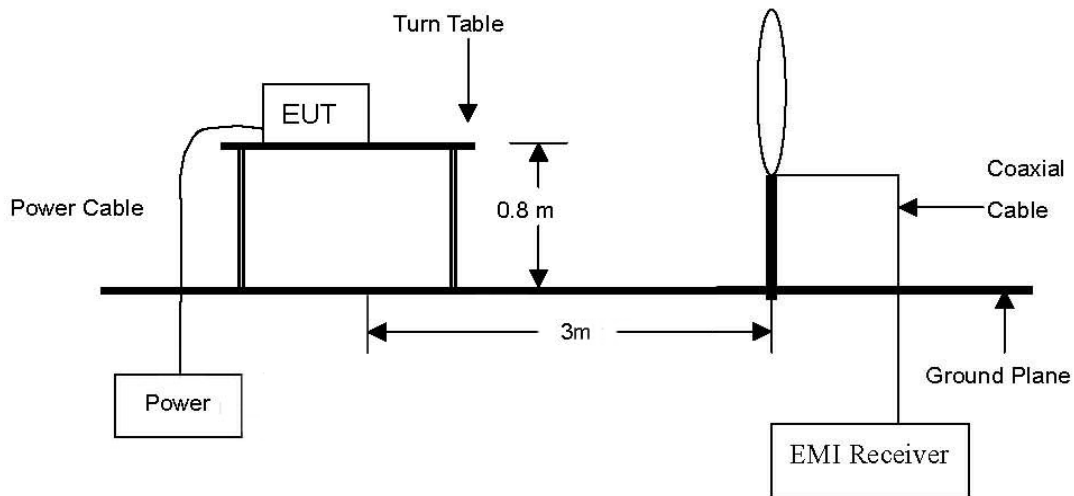 Turn Table
EUT
Power Cable
0.8 m
Coaxial
Cable
3m
Ground Plane
Power
EMI Receiver